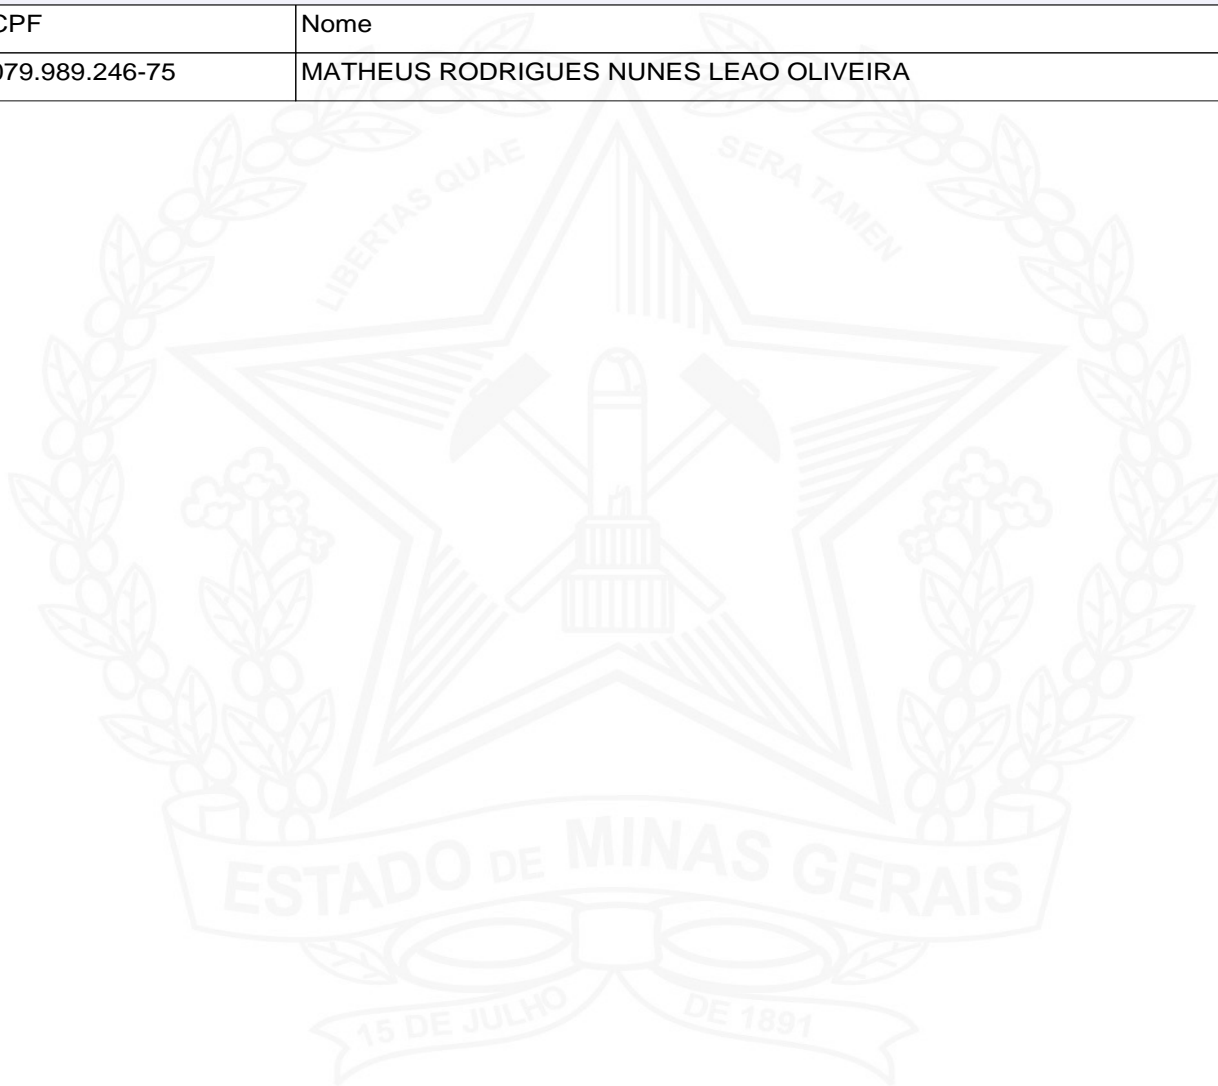 CPF Nome
079.989.246-75 MATHEUS RODRIGUES NUNES LEAO OLIVEIRA
LIBERTAS QUAE SERA TAMEN
ESTADO DE MINAS GERAIS
15 DE JULHO DE 1891